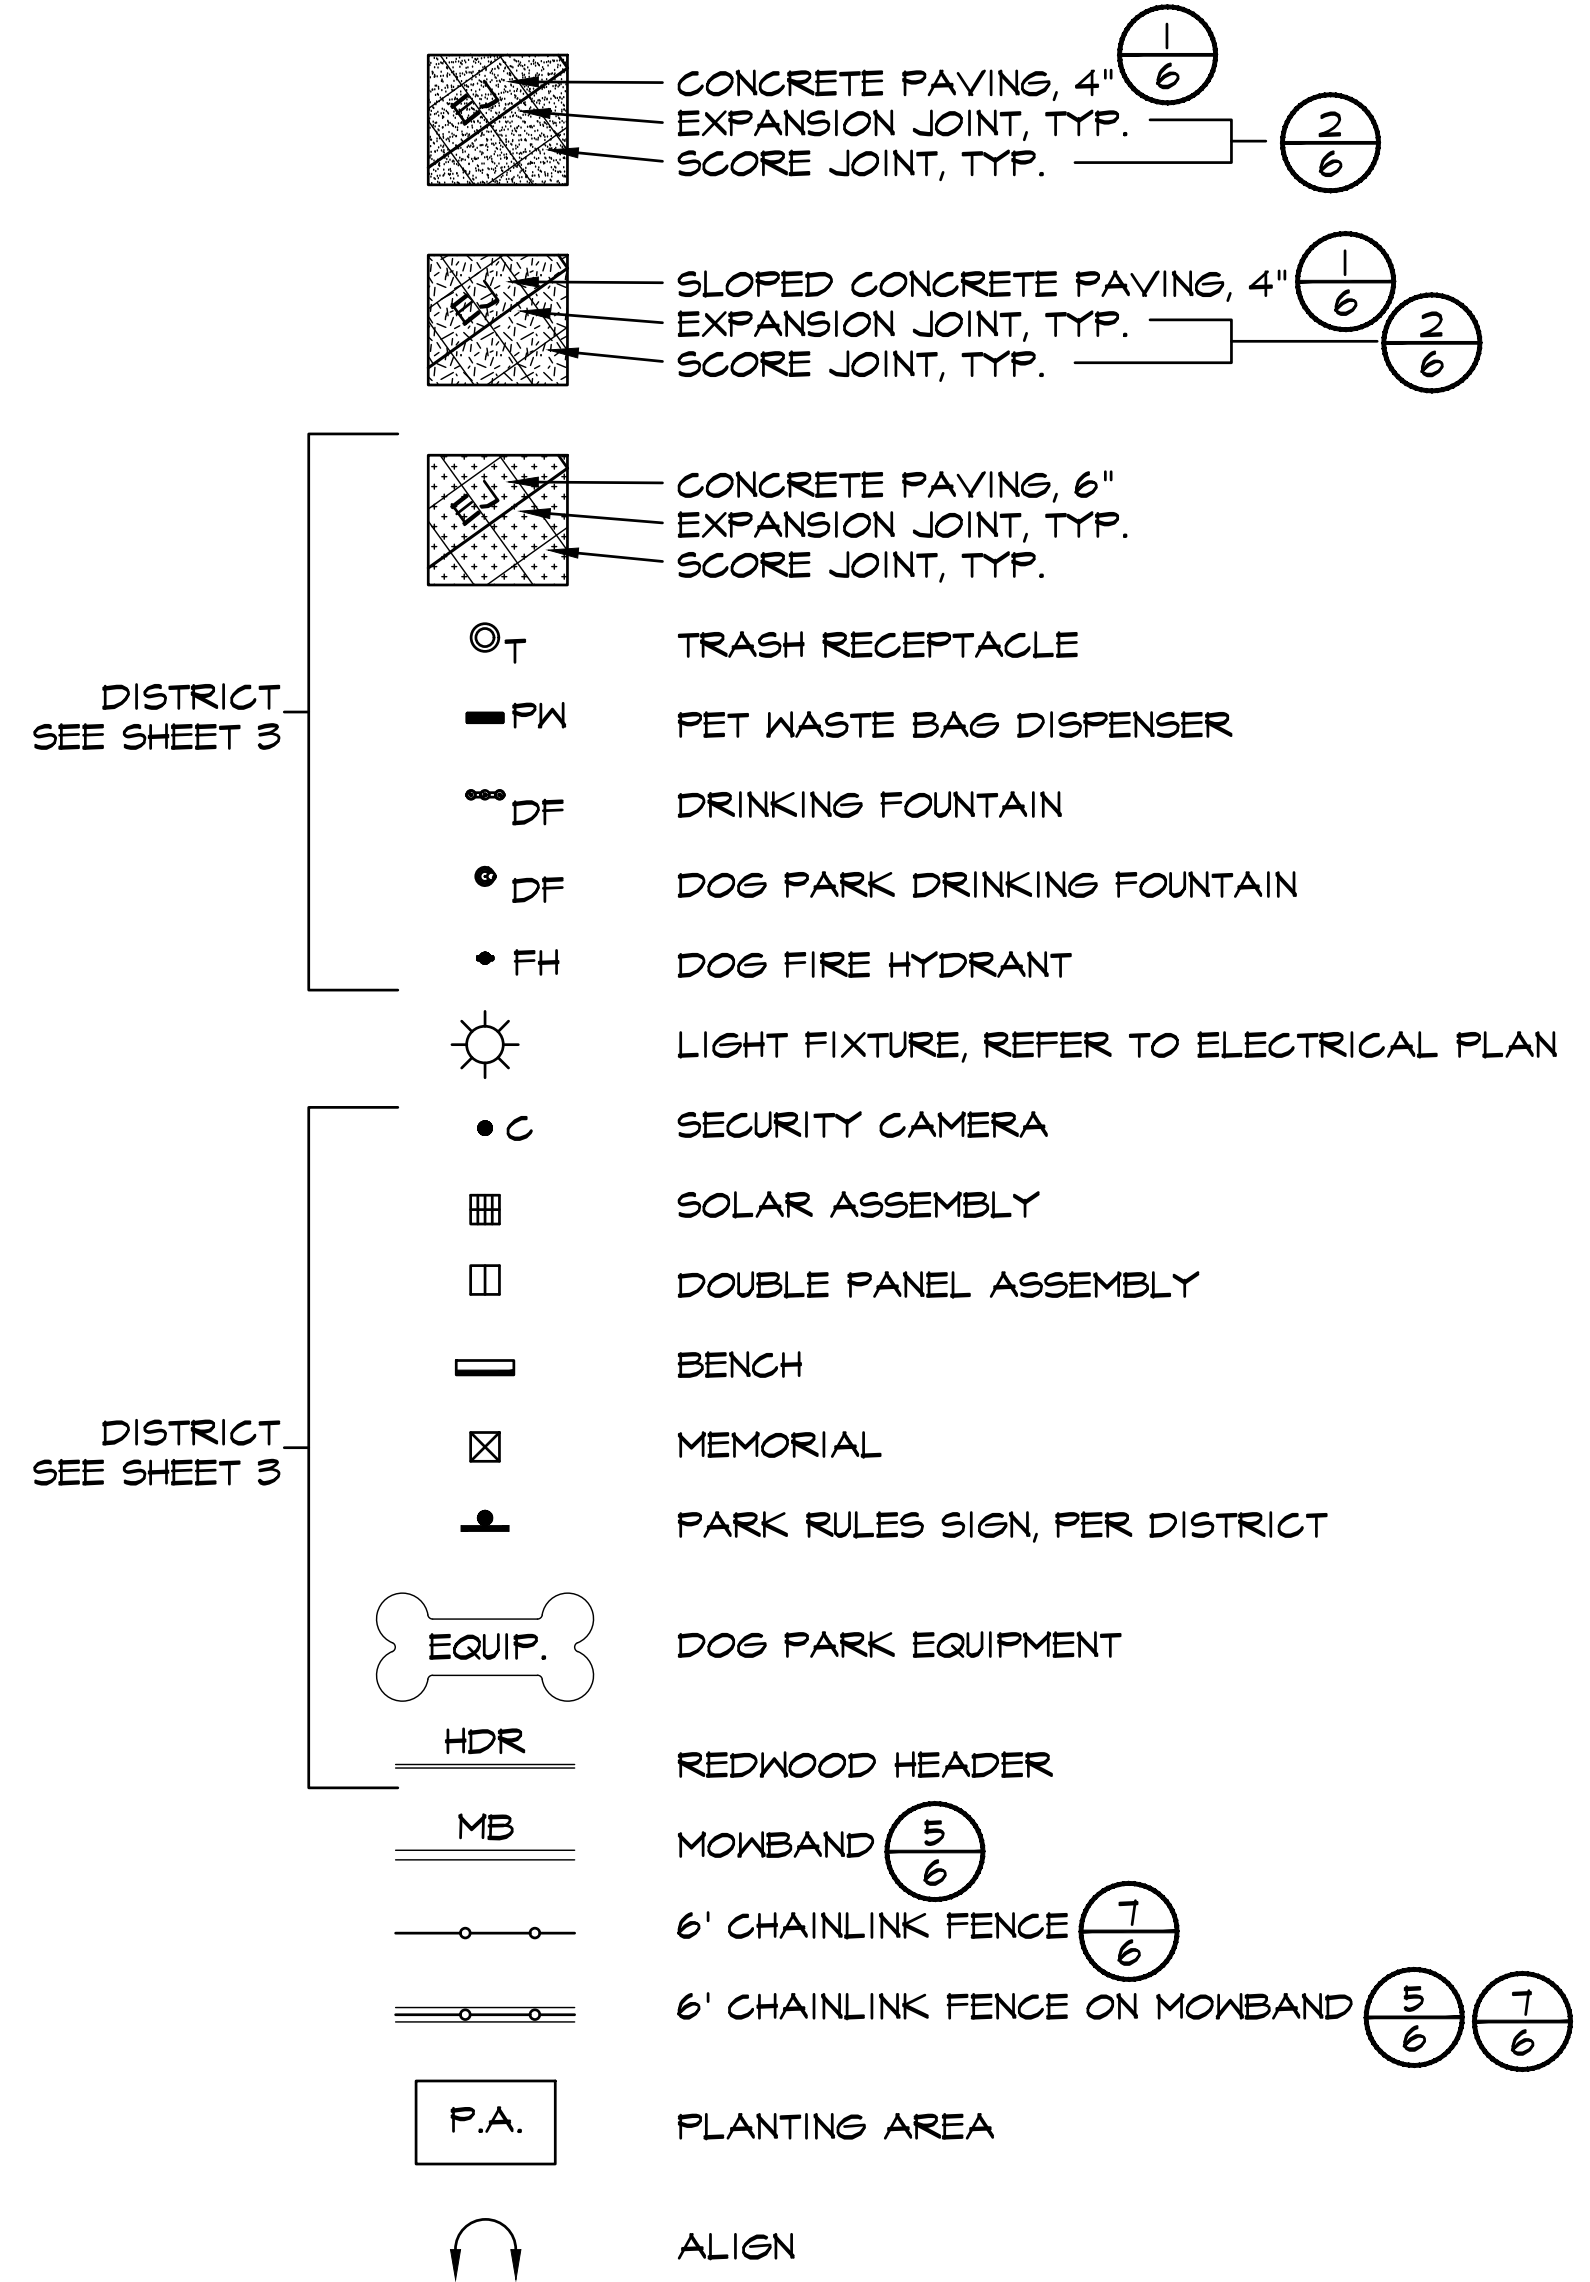 EJ
CONCRETE PAVING, 4"
1
6
EXPANSION JOINT, TYP.
SCORE JOINT, TYP.
2
6
EJ
SLOPED CONCRETE PAVING, 4"
1
6
EXPANSION JOINT, TYP.
SCORE JOINT, TYP.
2
6
EJ
CONCRETE PAVING, 6"
EXPANSION JOINT, TYP.
SCORE JOINT, TYP.
DISTRICT
SEE SHEET 3
T TRASH RECEPTACLE
PW PET WASTE BAG DISPENSER
DF DRINKING FOUNTAIN
DF DOG PARK DRINKING FOUNTAIN
FH DOG FIRE HYDRANT
LIGHT FIXTURE, REFER TO ELECTRICAL PLAN
C SECURITY CAMERA
SOLAR ASSEMBLY
DOUBLE PANEL ASSEMBLY
BENCH
DISTRICT
SEE SHEET 3
MEMORIAL
PARK RULES SIGN, PER DISTRICT
EQUIP. DOG PARK EQUIPMENT
HDR
REDWOOD HEADER
MB
MOWBAND
5
6
6' CHAINLINK FENCE
7
6
6' CHAINLINK FENCE ON MOWBAND
5
6
7
6
P.A. PLANTING AREA
ALIGN